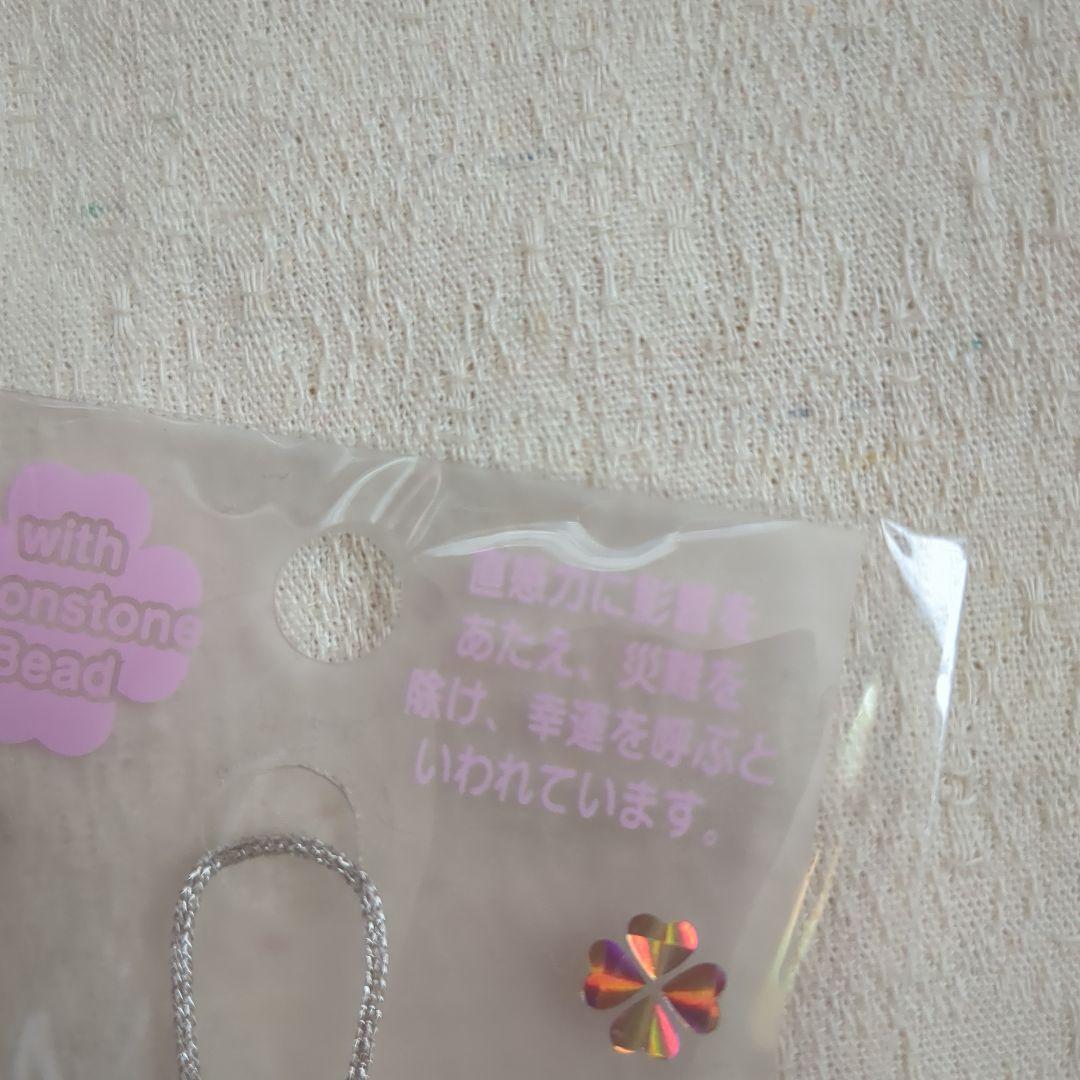 with
onstone
Bead
直感力に影響を
あたえ、災難を
除け、幸運を呼ぶと
いわれています。